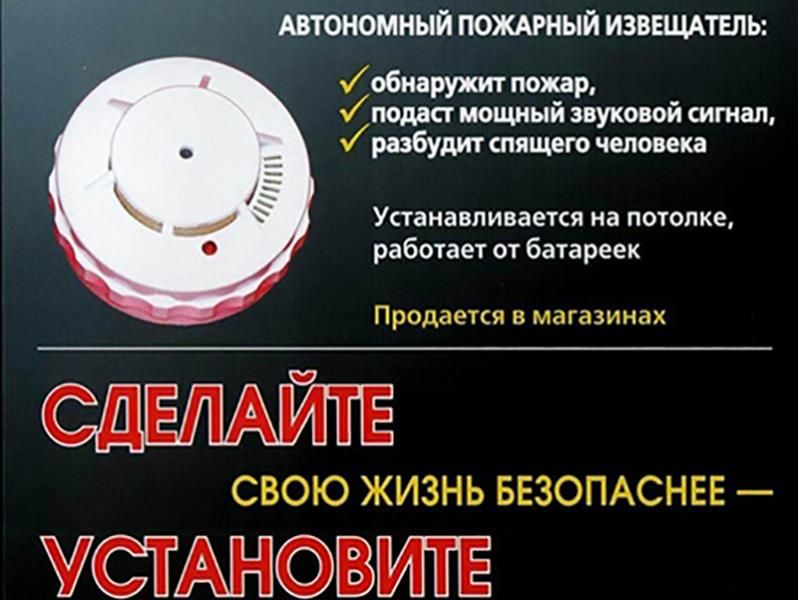 АВТОНОМНЫЙ ПОЖАРНЫЙ ИЗВЕЩАТЕЛЬ:
обнаружит пожар,
подаст мощный звуковой сигнал,
разбудит спящего человека
Устанавливается на потолке,
работает от батареек
Продается в магазинах
СДЕЛАЙТЕ
СВОЮ ЖИЗНЬ БЕЗОПАСНЕЕ —
УСТАНОВИТЕ